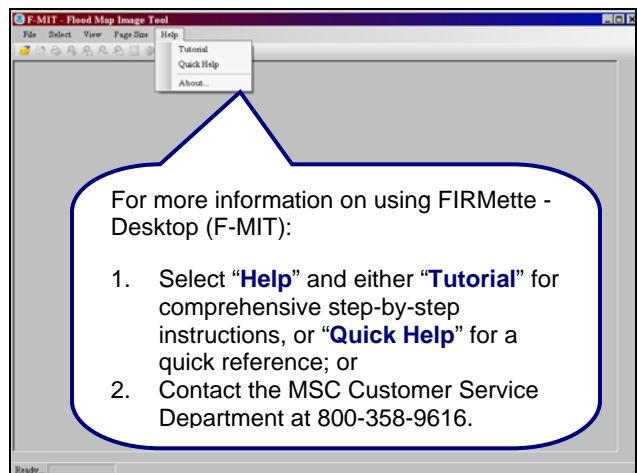 F-MIT - Flood Map Image Tool
File Select View Page Size Help
Tutorial
Quick Help
About...
For more information on using FIRMette -
Desktop (F-MIT):
1. Select “Help” and either “Tutorial” for
comprehensive step-by-step
instructions, or “Quick Help” for a
quick reference; or
2. Contact the MSC Customer Service
Department at 800-358-9616.
Ready...